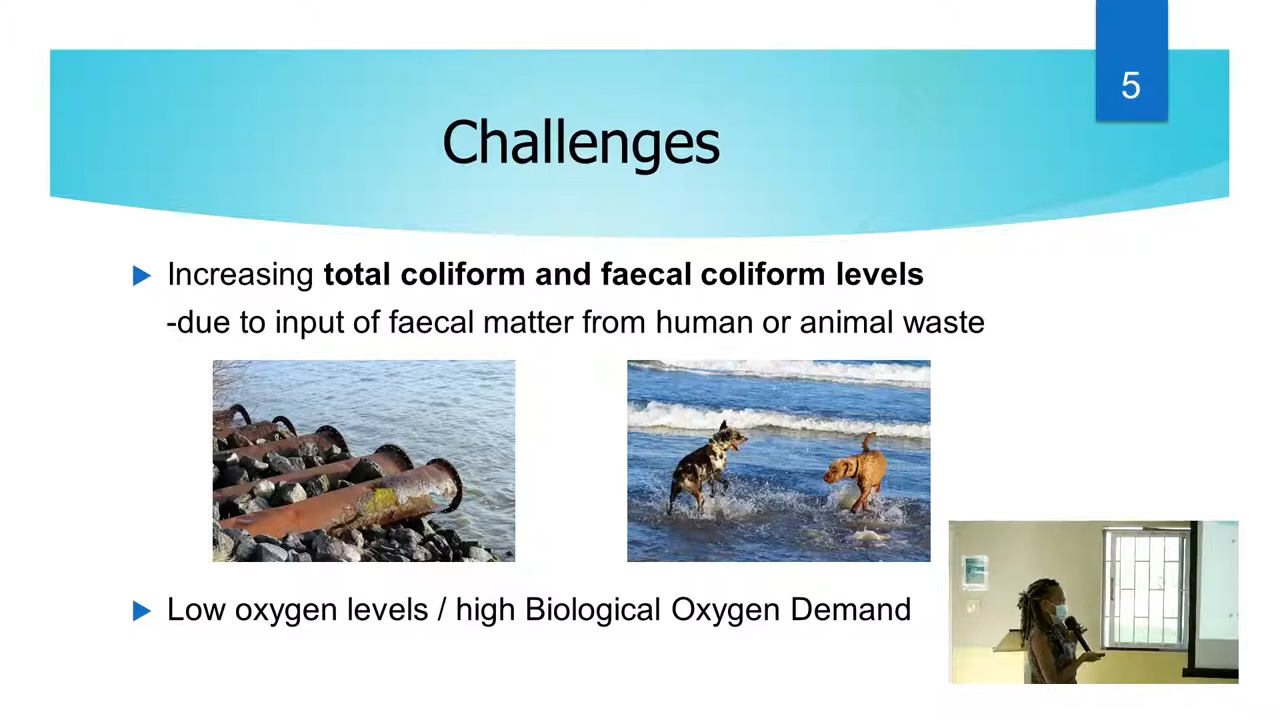 5
Challenges
Increasing total coliform and faecal coliform levels
-due to input of faecal matter from human or animal waste
Low oxygen levels / high Biological Oxygen Demand